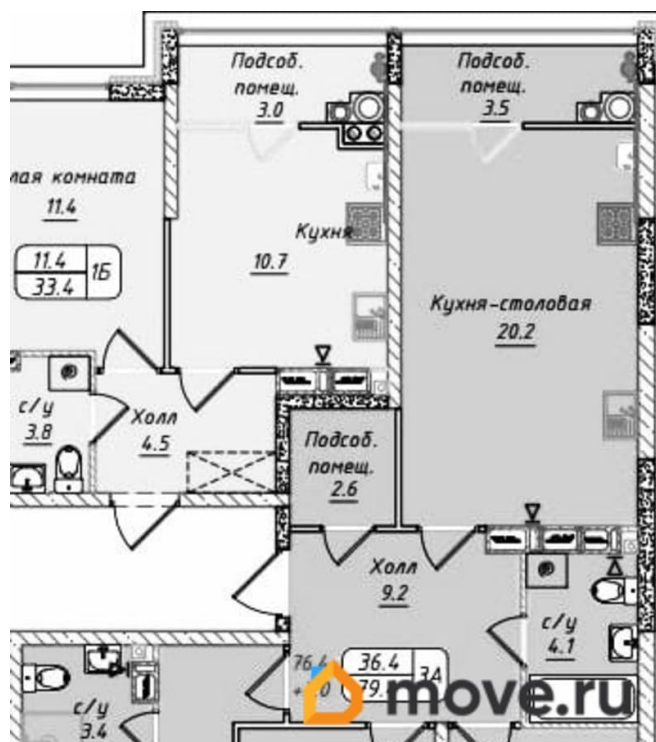 Подсоб.
помещ.
3.0
Подсоб.
помещ.
3.5
лая комната
11.4
11.4
33.4
1Б
Кухня
10.7
Кухня-столовая
20.2
с/у
3.8
Холл
4.5
Подсоб.
помещ.
2.6
Холл
9.2
с/у
4.1
36.4
3А
move.ru
с/у
3.4